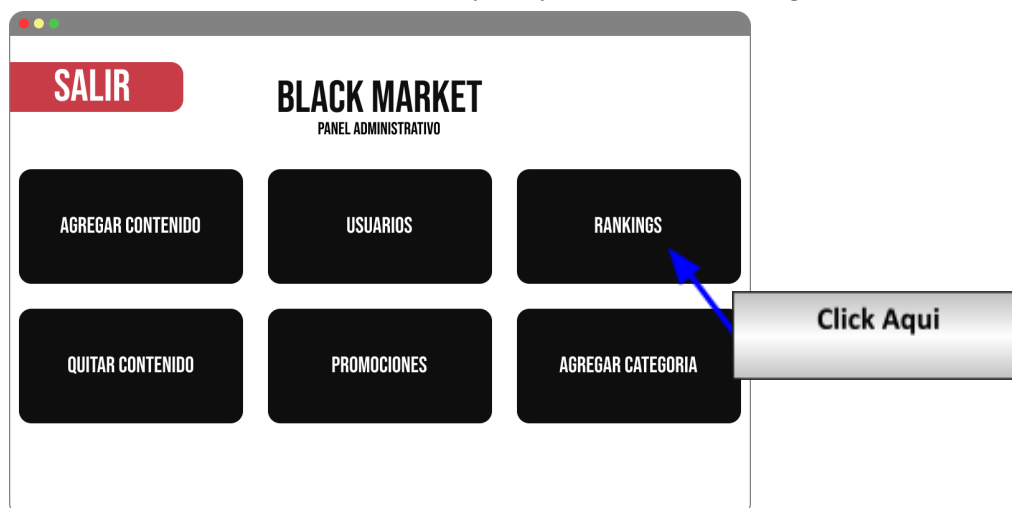 SALIR
BLACK MARKET
PANEL ADMINISTRATIVO
AGREGAR CONTENIDO
USUARIOS
RANKINGS
Click Aqui
QUITAR CONTENIDO
PROMOCIONES
AGREGAR CATEGORIA